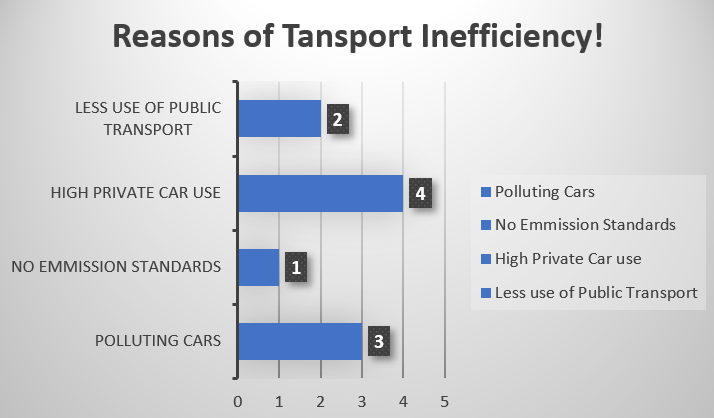 Reasons of Tansport Inefficiency!
LESS USE OF PUBLIC
TRANSPORT
2
HIGH PRIVATE CAR USE
4
NO EMMISSION STANDARDS
1
POLLUTING CARS
3
0 1 2 3 4 5
Polluting Cars
No Emmission Standards
High Private Car use
Less use of Public Transport